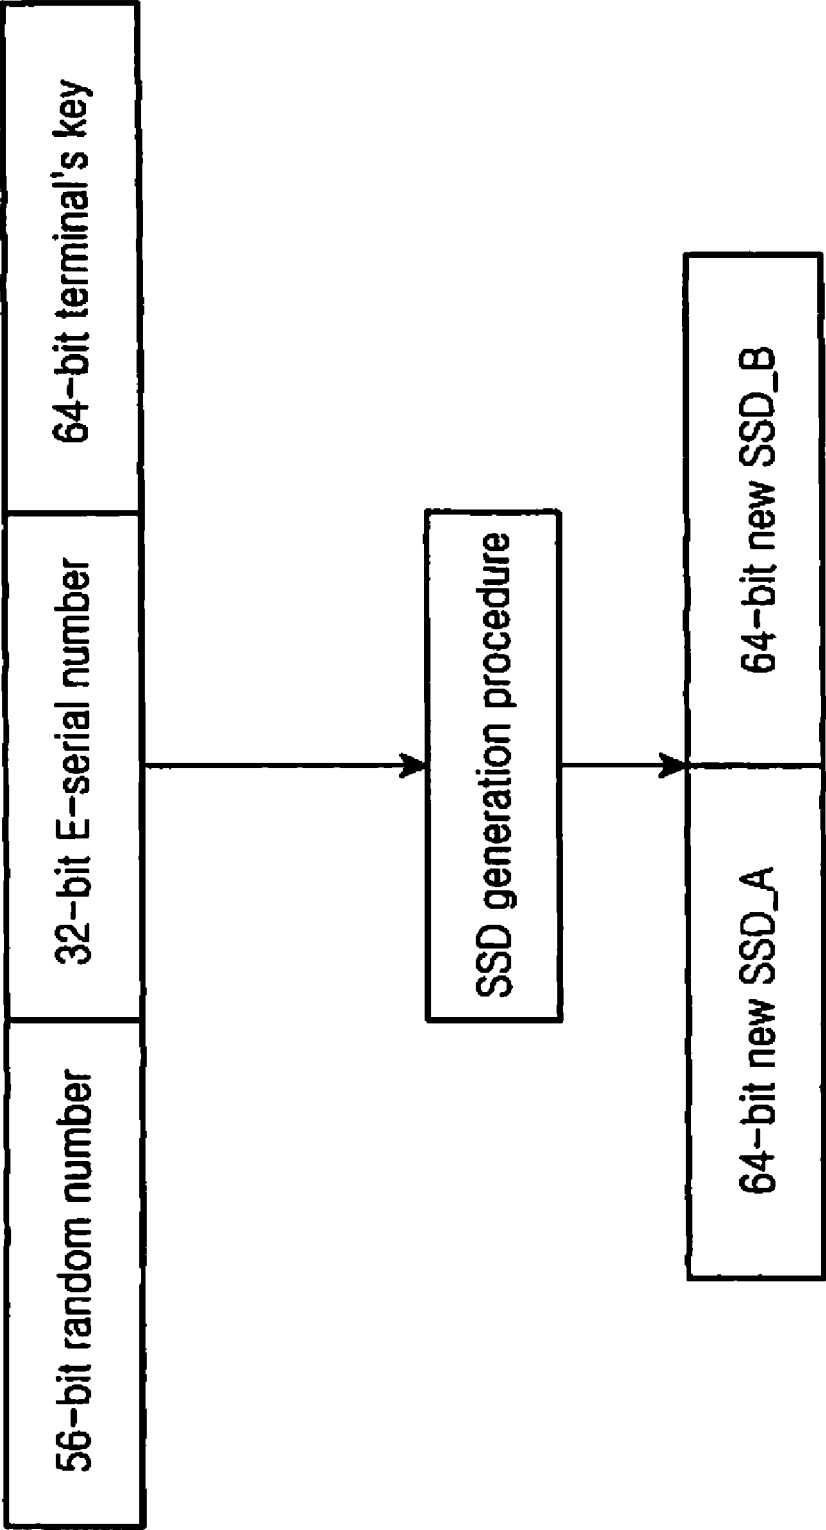 56-bit random number
32-bit E-serial number
64-bit terminal's key
SSD generation procedure
64-bit new SSD_A
64-bit new SSD_B